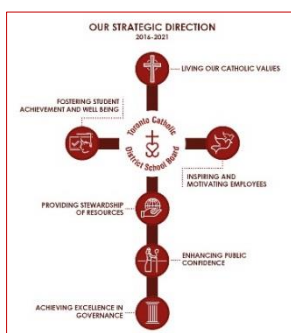 OUR STRATEGIC DIRECTION
2016-2021
LIVING OUR CATHOLIC VALUES
FOSTERING STUDENT
ACHIEVEMENT AND WELL BEING
Toronto Catholic
District School Board
INSPIRING AND
MOTIVATING EMPLOYEES
PROVIDING STEWARDSHIP
OF RESOURCES
ENHANCING PUBLIC
CONFIDENCE
ACHIEVING EXCELLENCE IN
GOVERNANCE